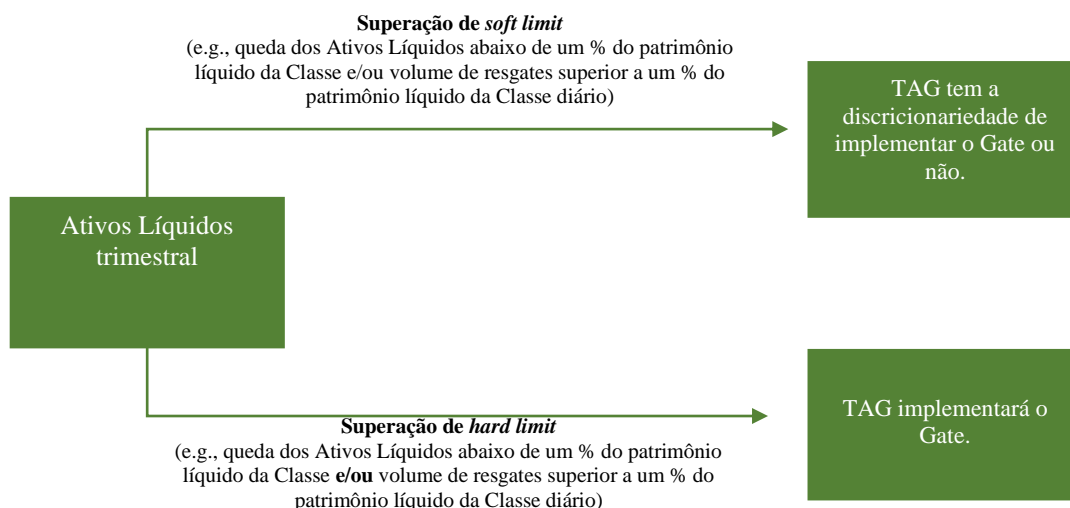 Superação de soft limit
(e.g., queda dos Ativos Líquidos abaixo de um % do patrimônio
líquido da Classe e/ou volume de resgates superior a um % do
patrimônio líquido da Classe diário)
TAG tem a
discricionariedade de
implementar o Gate ou
não.
Ativos Líquidos
trimestral
Superação de hard limit
(e.g., queda dos Ativos Líquidos abaixo de um % do patrimônio
líquido da Classe e/ou volume de resgates superior a um % do
patrimônio líquido da Classe diário)
TAG implementará o
Gate.